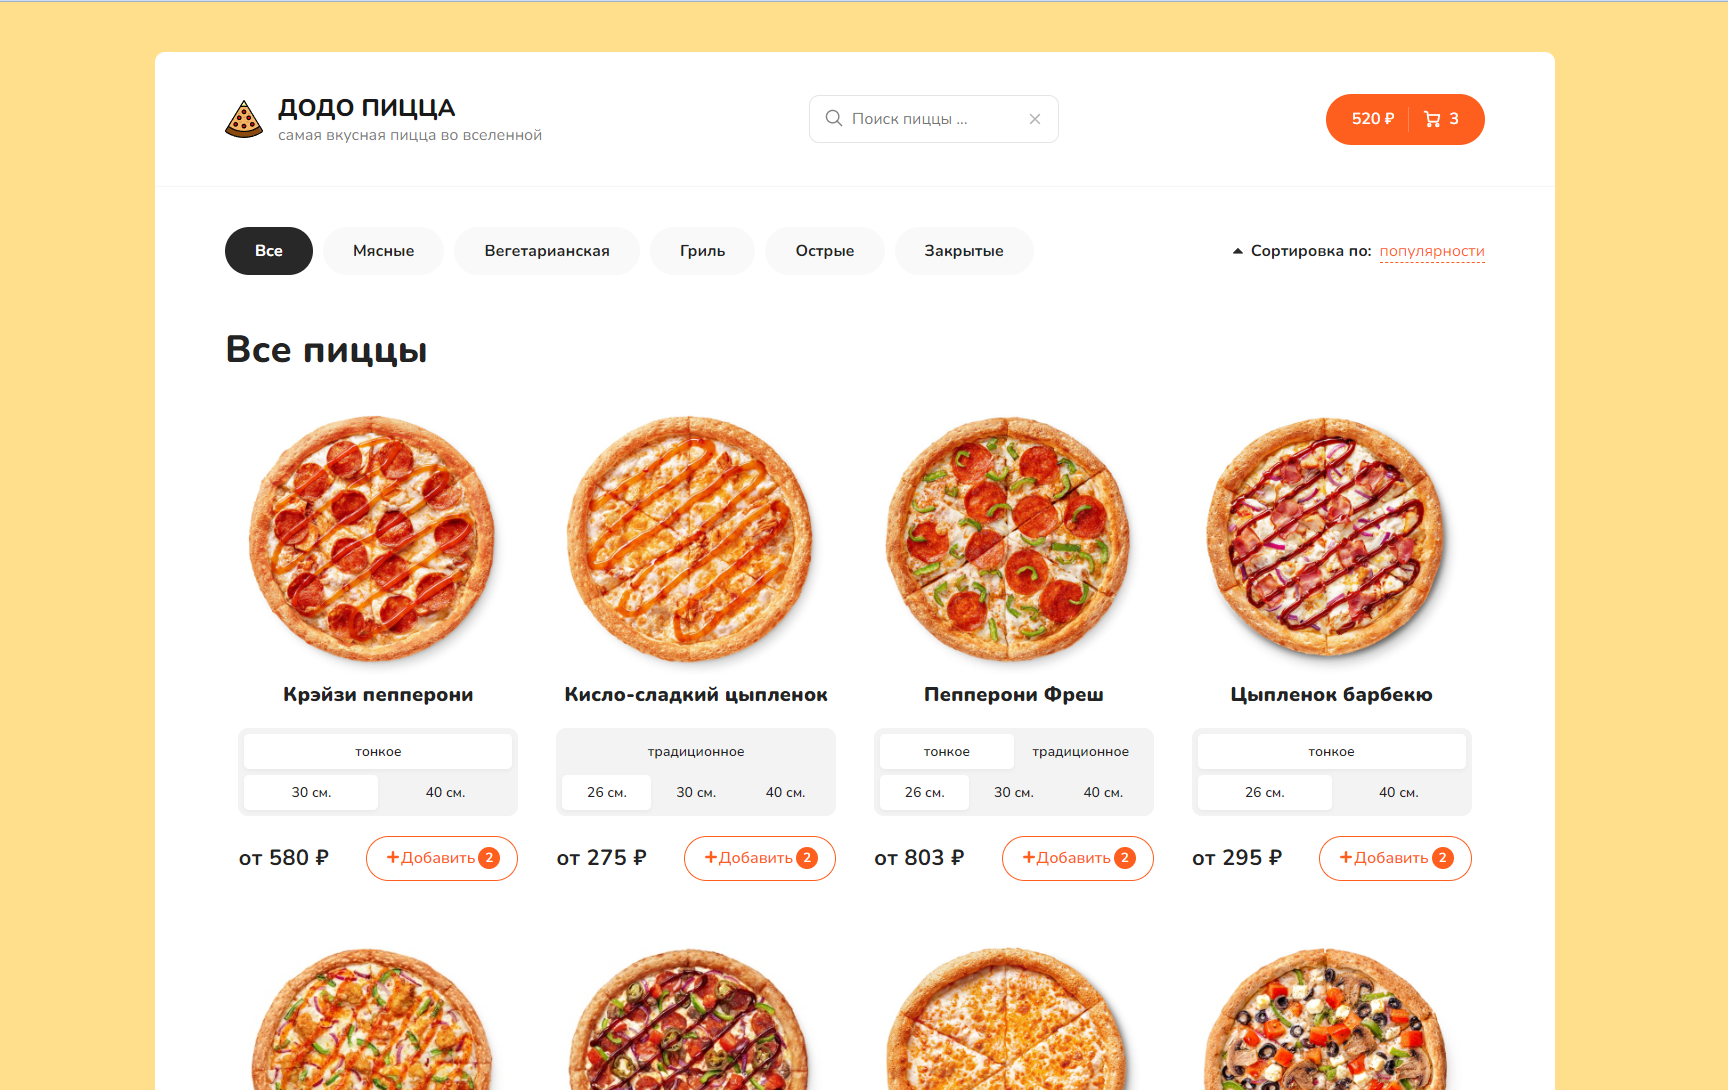 ДОДО ПИЦЦА
самая вкусная пицца во вселенной
Поиск пиццы ...
520 ₽ 3
Все Мясные Вегетарианская Гриль Острые Закрытые
Сортировка по: популярности
Все пиццы
Крэйзи пепперони
тонкое
30 см. 40 см.
от 580 ₽ +Добавить 2
Кисло-сладкий цыпленок
традиционное
26 см. 30 см. 40 см.
от 275 ₽ +Добавить 2
Пепперони Фреш
тонкое традиционное
26 см. 30 см. 40 см.
от 803 ₽ +Добавить 2
Цыпленок барбекю
тонкое
26 см. 40 см.
от 295 ₽ +Добавить 2